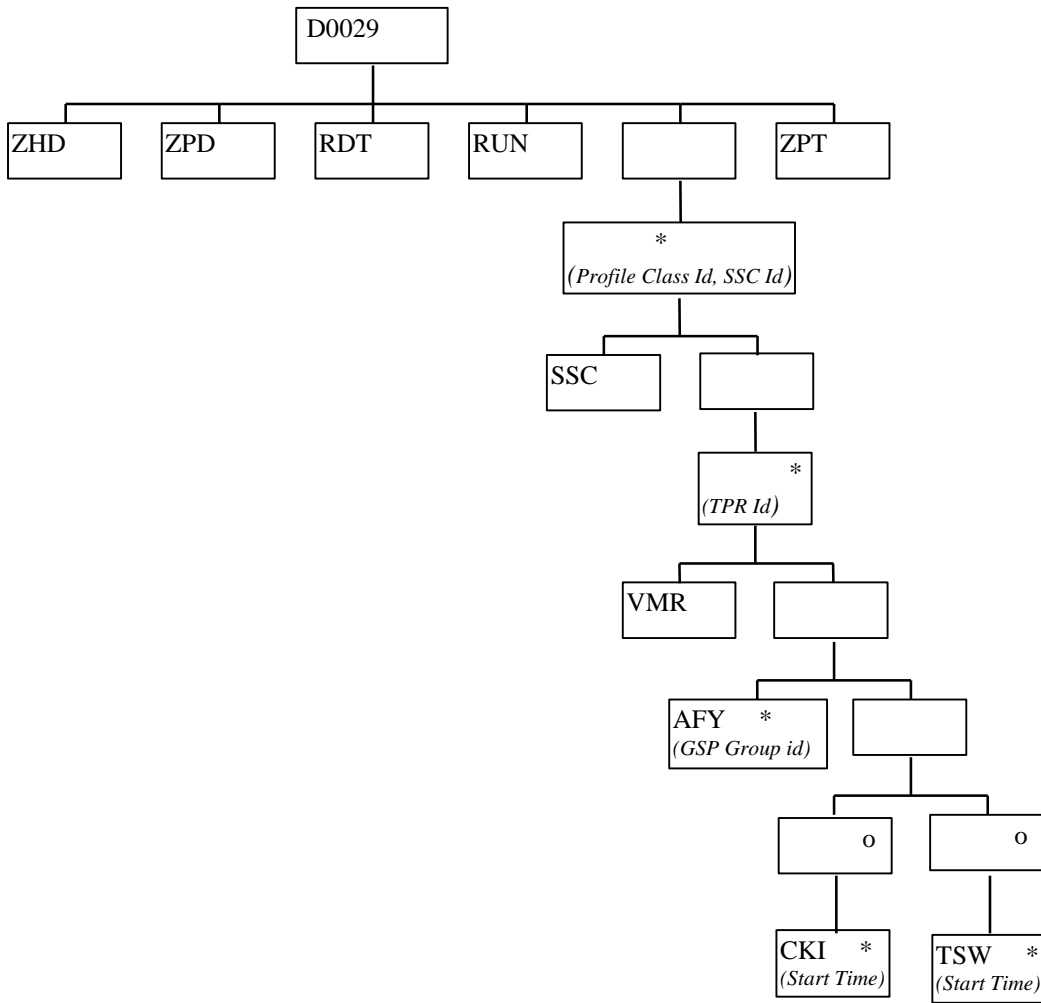 D0029
ZHD
ZPD
RDT
RUN
ZPT
*
(Profile Class Id, SSC Id)
SSC
*
(TPR Id)
VMR
AFY *
(GSP Group id)
o
o
CKI *
(Start Time)
TSW *
(Start Time)